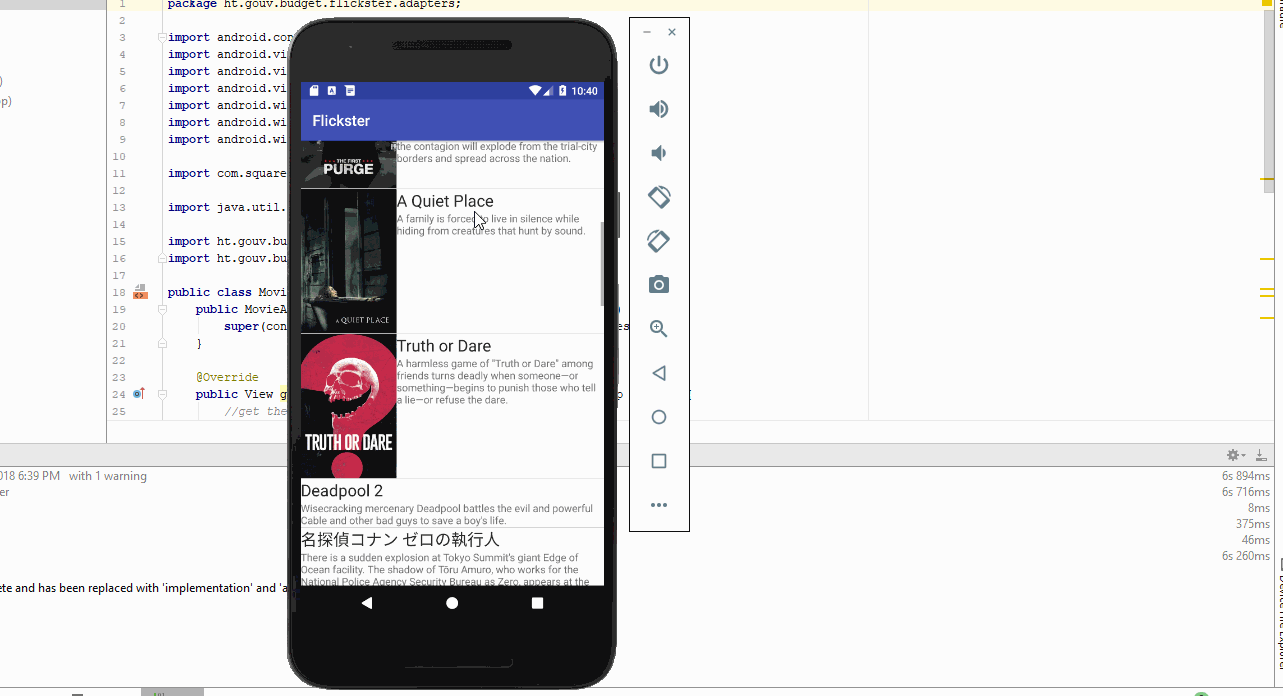 1 package ht.gouv.budget.flickster.adapters;
2
3 import android.con
4 import android.vi
5 import android.vi
6 import android.vi
7 import android.wi
8 import android.wi
9 import android.wi
10
11 import com.square
12
13 import java.util.
14
15 import ht.gouv.bu
16 import ht.gouv.bu
17
18 public class Movi
19 public MovieA )
20 super(con es
21 }
22
23 @Override
24 public View g p {
25 //get the
)
p)
10:40
Flickster
the contagion will explode from the trial-city
borders and spread across the nation.
THE FIRST
PURGE
A Quiet Place
A family is forced to live in silence while
hiding from creatures that hunt by sound.
A QUIET PLACE
Truth or Dare
A harmless game of "Truth or Dare" among
friends turns deadly when someone—or
something—begins to punish those who tell
a lie—or refuse the dare.
TRUTH OR DARE
Deadpool 2
Wisecracking mercenary Deadpool battles the evil and powerful
Cable and other bad guys to save a boy's life.
名探偵コナン ゼロの執行人
There is a sudden explosion at Tokyo Summit's giant Edge of
Ocean facility. The shadow of Tōru Amuro, who works for the
National Police Agency Security Bureau as Zero, appears at the
018 6:39 PM with 1 warning
er
6s 894ms
6s 716ms
8ms
375ms
46ms
6s 260ms
ete and has been replaced with 'implementation' and 'a
Device File Explorer